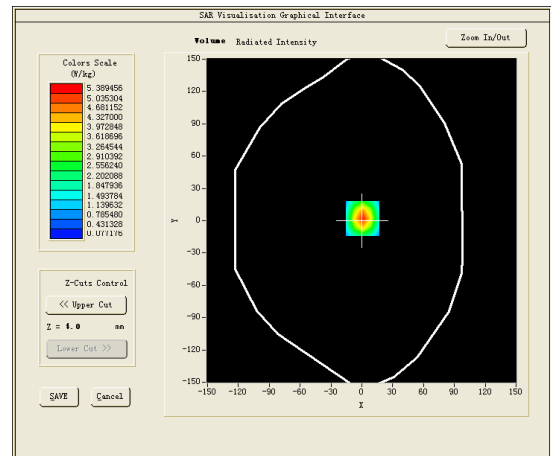 SAR Visualisation Graphical Interface
Volume Radiated Intensity
Zoom In/Out
Colors Scale
(W/kg)
5.389456
5.035304
4.681152
4.327000
3.972848
3.618696
3.264544
2.910392
2.556240
2.202088
1.847936
1.493784
1.139632
0.785480
0.431328
0.077176
Z-Cuts Control
<< Upper Cut
Z = 4.0 mm
Lower Cut >>
SAVE
Cancel
150
120
90
60
30
0
-30
-60
-90
-120
-150
Y
-150 -120 -90 -60 -30 0 30 60 90 120 150
X